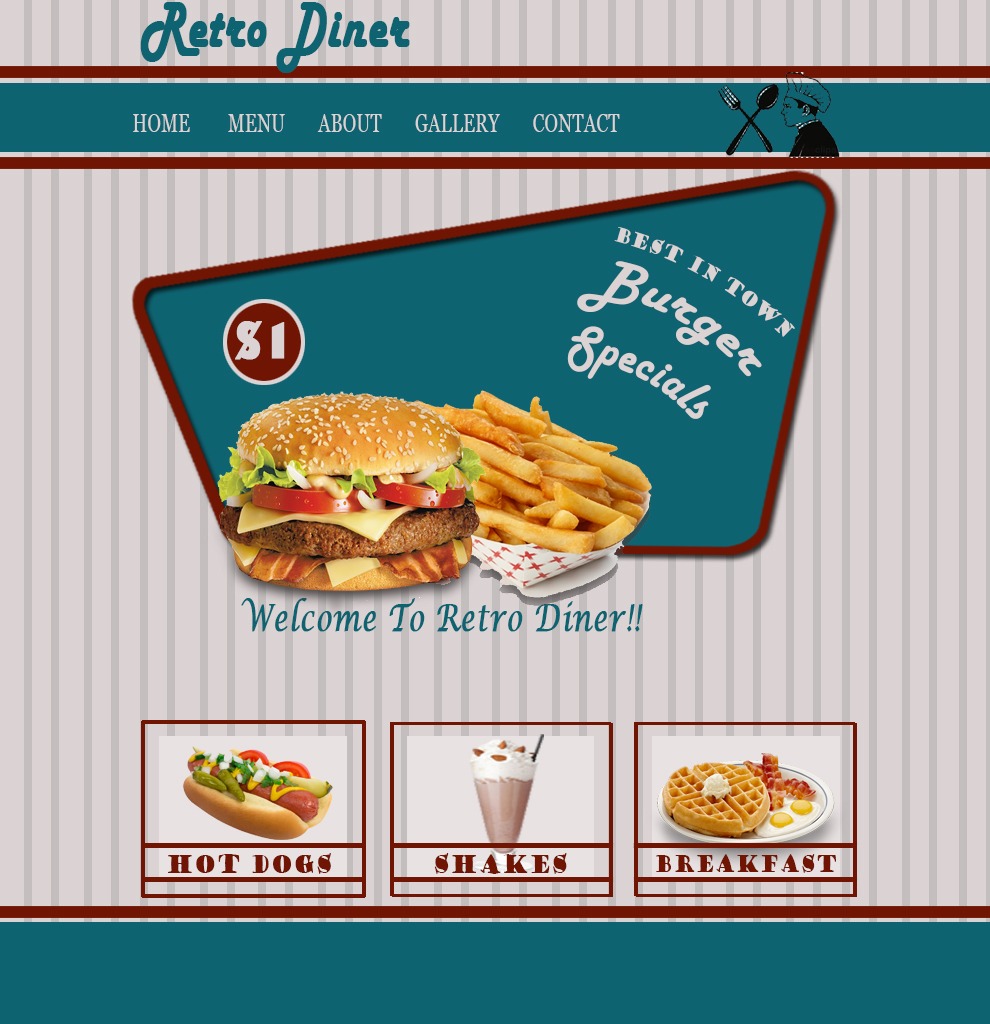 Retro Diner
HOME MENU ABOUT GALLERY CONTACT
BEST IN TOWN
Burger
Specials
$1
Welcome To Retro Diner!!
HOT DOGS
SHAKES
BREAKFAST